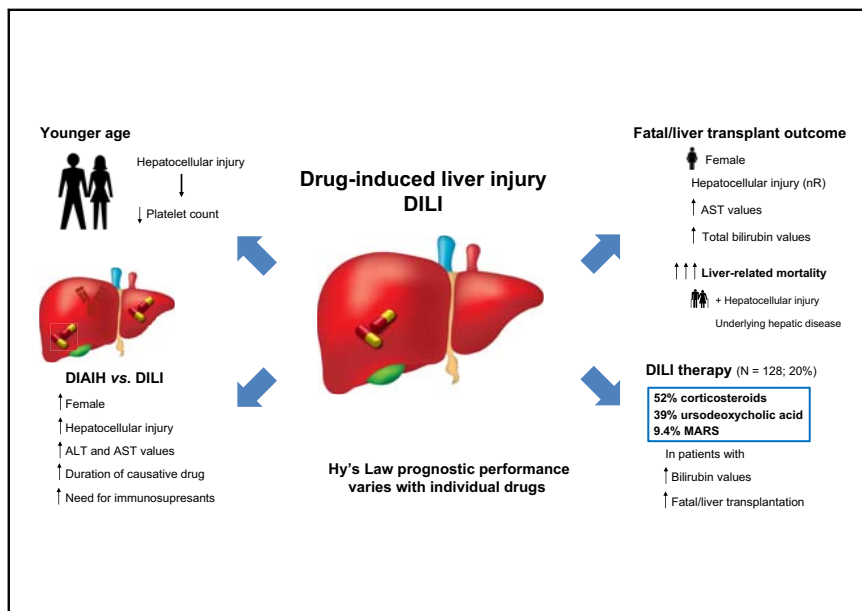 Younger age
Hepatocellular injury
↓ Platelet count
Drug-induced liver injury
DILI
Fatal/liver transplant outcome
Female
Hepatocellular injury (nR)
↑ AST values
↑ Total bilirubin values
↑↑↑ Liver-related mortality
+ Hepatocellular injury
Underlying hepatic disease
DIAIH vs. DILI
↑ Female
↑ Hepatocellular injury
↑ ALT and AST values
↑ Duration of causative drug
↑ Need for immunosupresants
Hy's Law prognostic performance
varies with individual drugs
DILI therapy (N = 128; 20%)
52% corticosteroids
39% ursodeoxycholic acid
9.4% MARS
In patients with
↑ Bilirubin values
↑ Fatal/liver transplantation